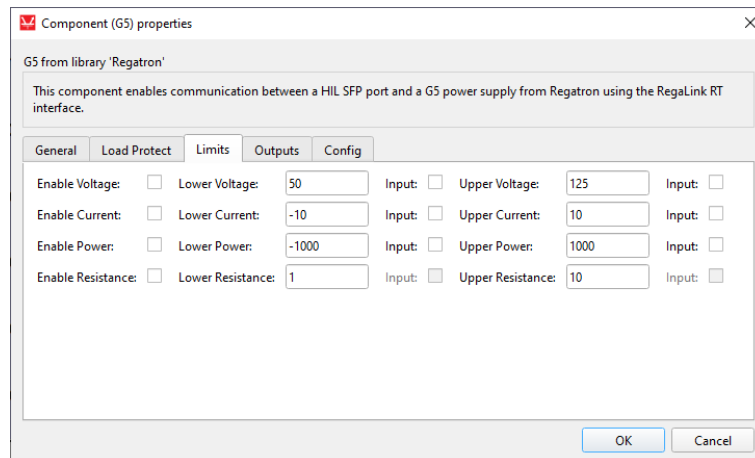 Component (G5) properties
G5 from library 'Regatron'
This component enables communication between a HIL SFP port and a G5 power supply from Regatron using the RegaLink RT
interface.
General Load Protect Limits Outputs Config
Enable Voltage: Lower Voltage: 50 Input: Upper Voltage: 125 Input:
Enable Current: Lower Current: -10 Input: Upper Current: 10 Input:
Enable Power: Lower Power: -1000 Input: Upper Power: 1000 Input:
Enable Resistance: Lower Resistance: 1 Input: Upper Resistance: 10 Input:
OK Cancel